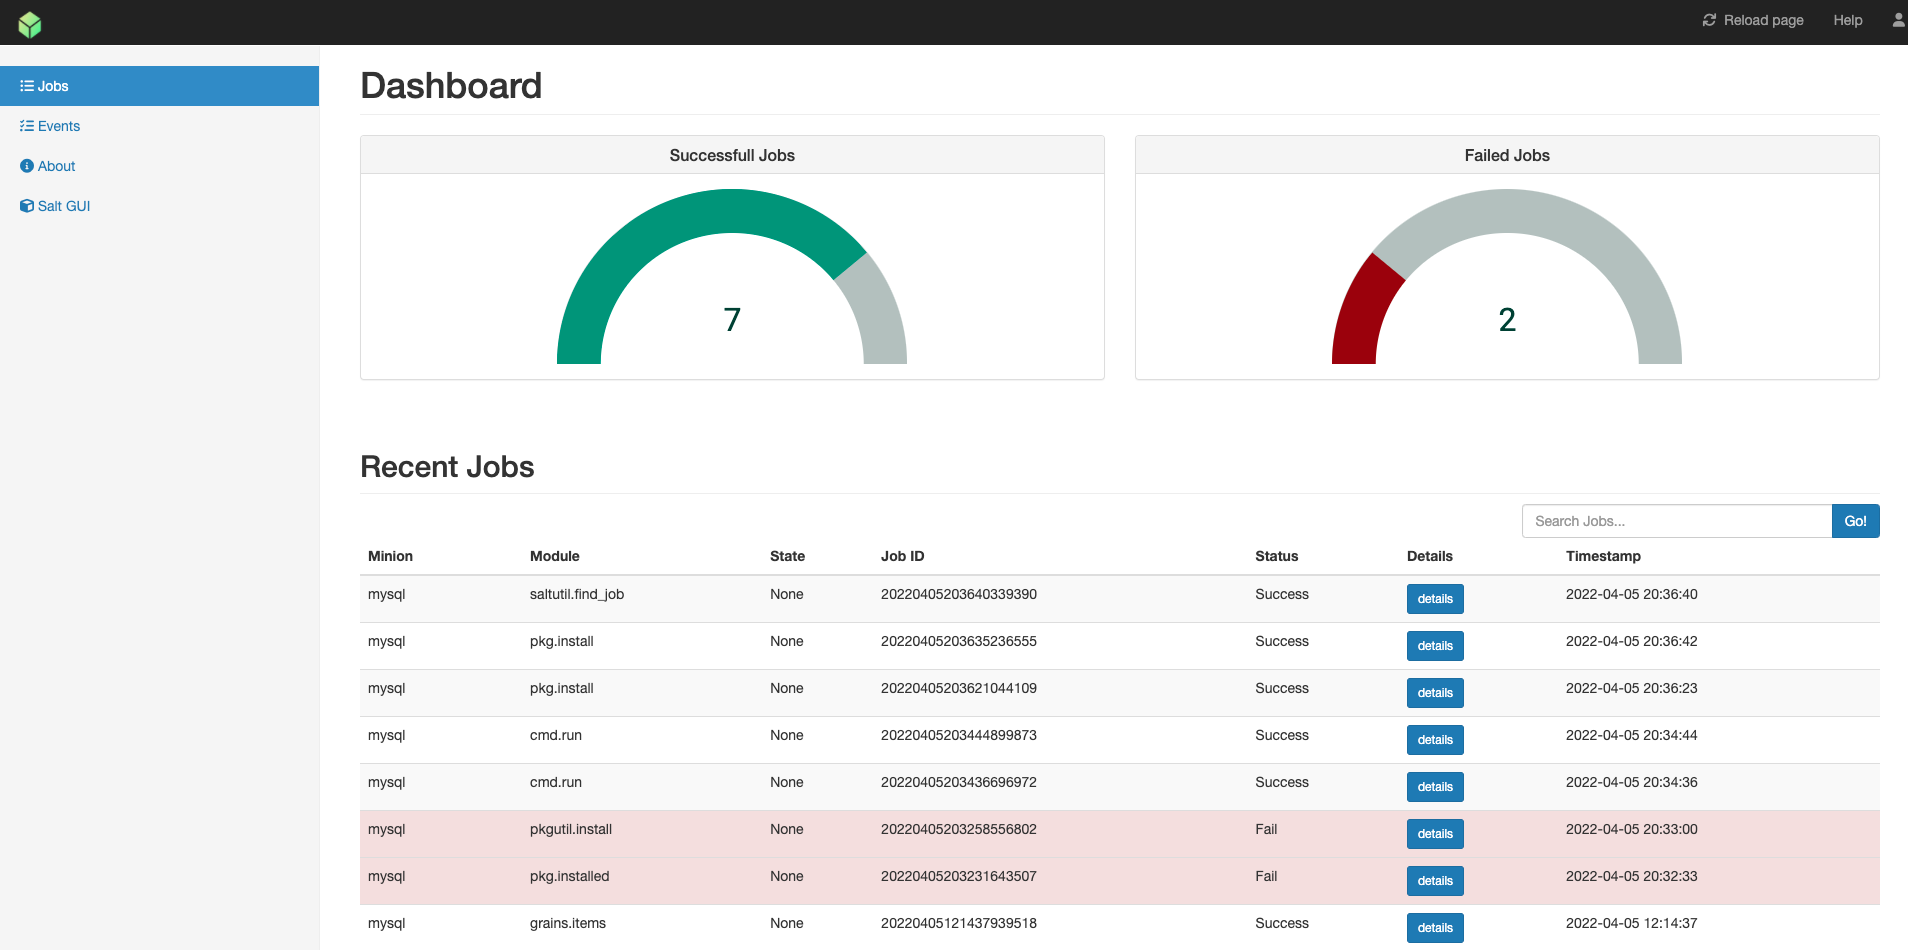 Reload page Help
Jobs
Events
About
Salt GUI
Dashboard
Successfull Jobs
7
Failed Jobs
2
Recent Jobs
Search Jobs... Go!
Minion Module State Job ID Status Details Timestamp
mysql saltutil.find_job None 20220405203640339390 Success details 2022-04-05 20:36:40
mysql pkg.install None 20220405203635236555 Success details 2022-04-05 20:36:42
mysql pkg.install None 20220405203621044109 Success details 2022-04-05 20:36:23
mysql cmd.run None 20220405203444899873 Success details 2022-04-05 20:34:44
mysql cmd.run None 20220405203436696972 Success details 2022-04-05 20:34:36
mysql pkgutil.install None 20220405203258556802 Fail details 2022-04-05 20:33:00
mysql pkg.installed None 20220405203231643507 Fail details 2022-04-05 20:32:33
mysql grains.items None 20220405121437939518 Success details 2022-04-05 12:14:37